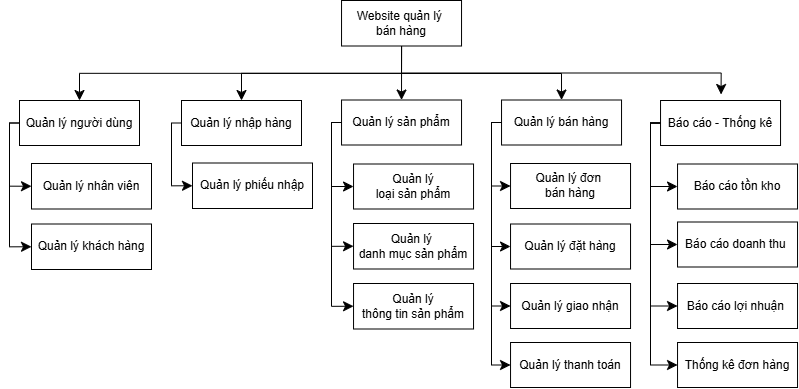 Website quản lý
bán hàng
Quản lý người dùng
Quản lý nhập hàng
Quản lý sản phẩm
Quản lý bán hàng
Báo cáo - Thống kê
Quản lý nhân viên
Quản lý khách hàng
Quản lý phiếu nhập
Quản lý
loại sản phẩm
Quản lý
danh mục sản phẩm
Quản lý
thông tin sản phẩm
Quản lý đơn
bán hàng
Quản lý đặt hàng
Quản lý giao nhận
Quản lý thanh toán
Báo cáo tồn kho
Báo cáo doanh thu
Báo cáo lợi nhuận
Thống kê đơn hàng